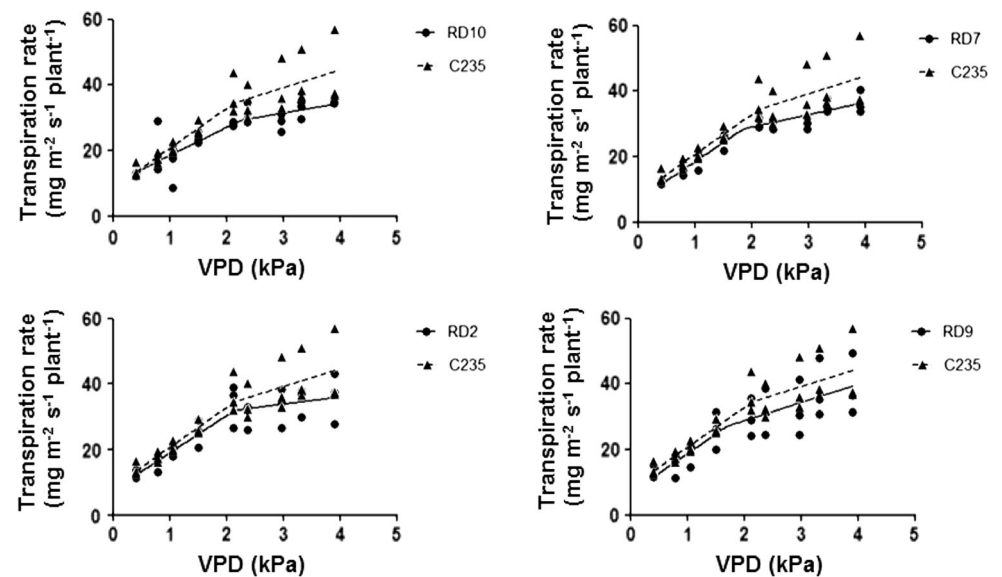 Transpiration rate
(mg m⁻² s⁻¹ plant⁻¹)
60
40
20
0
0 1 2 3 4 5
VPD (kPa)
RD10
C235
Transpiration rate
(mg m⁻² s⁻¹ plant⁻¹)
60
40
20
0
0 1 2 3 4 5
VPD (kPa)
RD7
C235
Transpiration rate
(mg m⁻² s⁻¹ plant⁻¹)
60
40
20
0
0 1 2 3 4 5
VPD (kPa)
RD2
C235
Transpiration rate
(mg m⁻² s⁻¹ plant⁻¹)
60
40
20
0
0 1 2 3 4 5
VPD (kPa)
RD9
C235